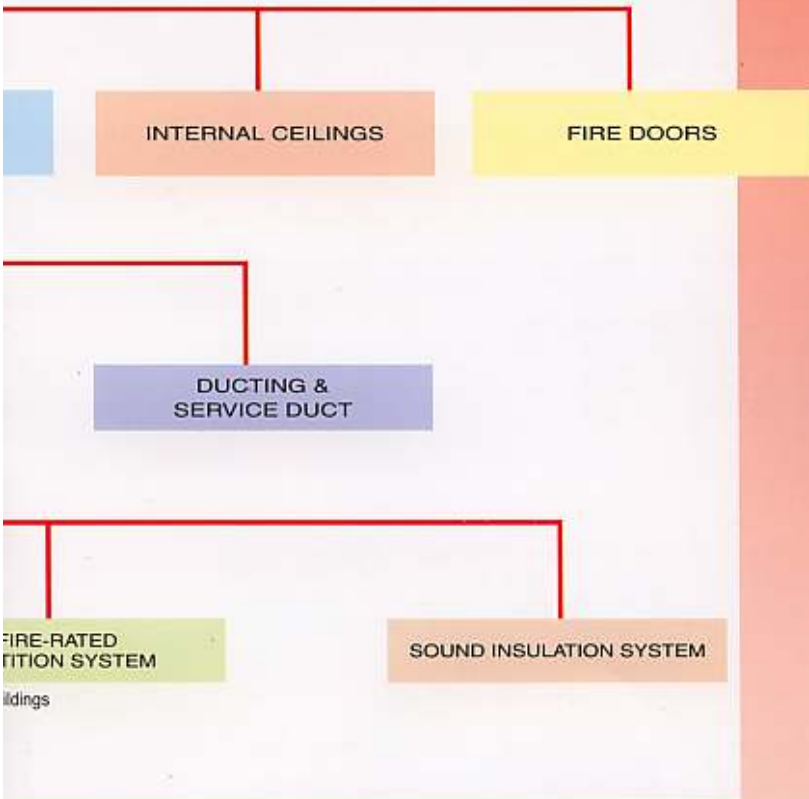 INTERNAL CEILINGS
FIRE DOORS
DUCTING &
SERVICE DUCT
FIRE-RATED
TITION SYSTEM
ildings
SOUND INSULATION SYSTEM